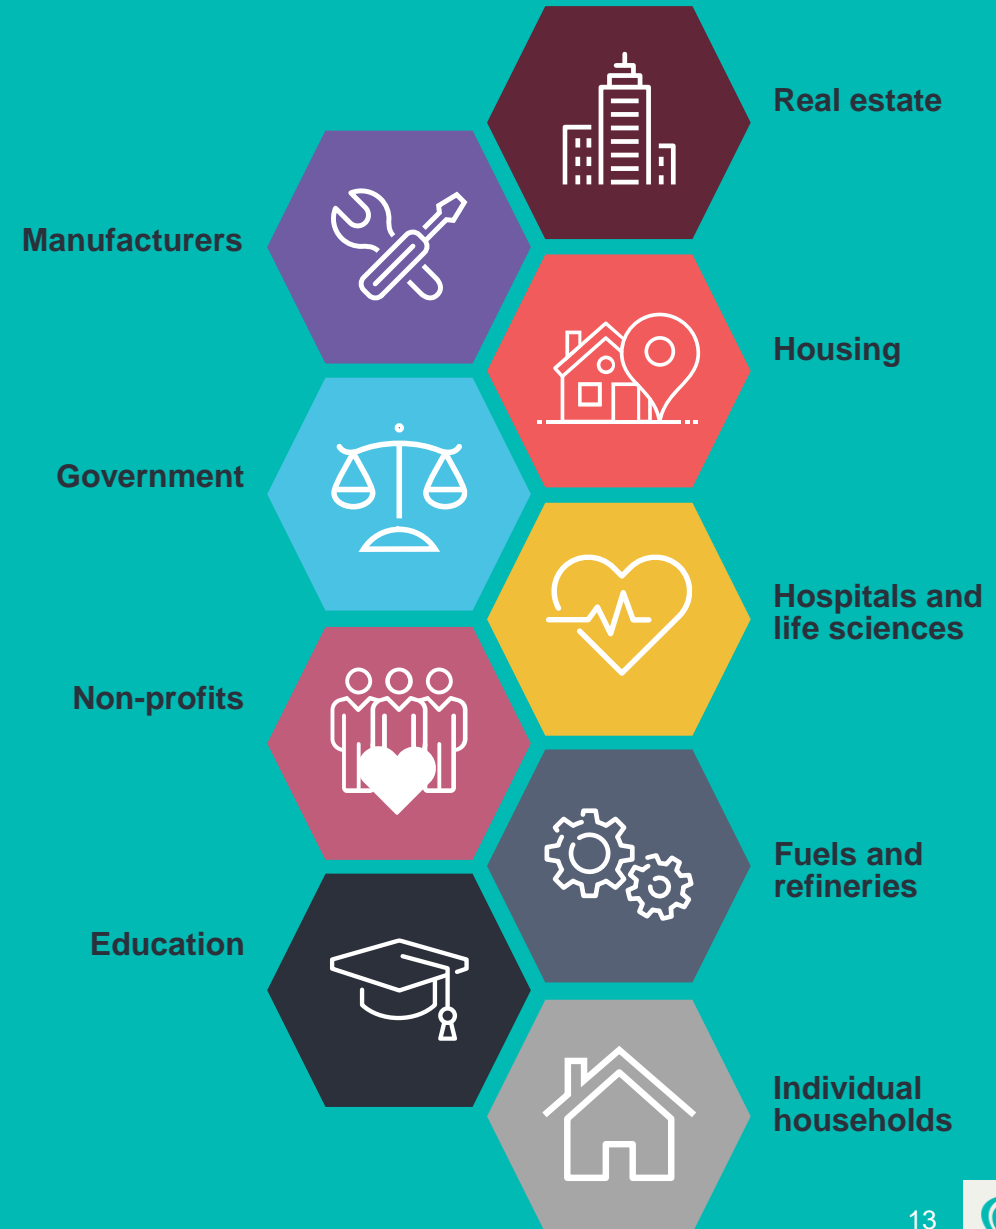 Real estate
Manufacturers
Housing
Government
Hospitals and
life sciences
Non-profits
Fuels and
refineries
Education
Individual
households
13